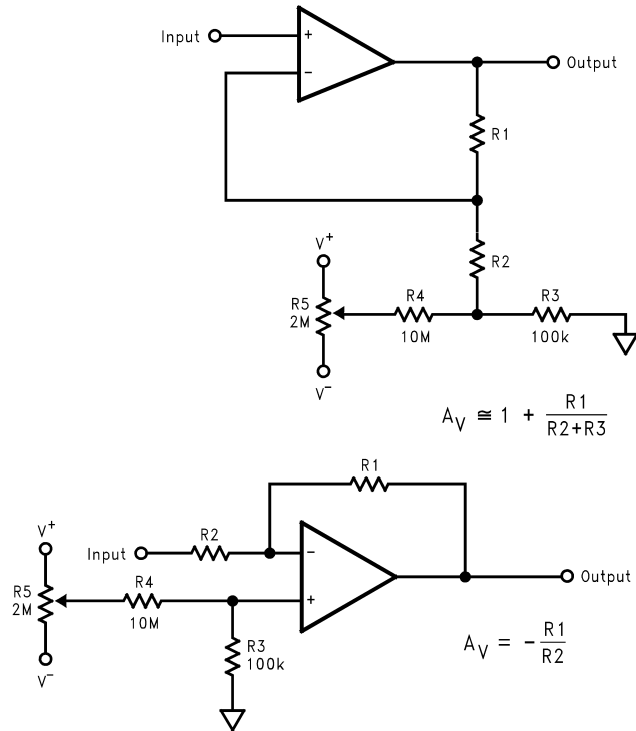 Input
+
−
Output
R1
R2
V+
R5
2M
R4
10M
R3
100k
V−
AV ≅ 1 + R1
R2+R3
R1
V+
Input
R2
−
R5
2M
R4
10M
+
Output
R3
100k
V−
AV = − R1
R2